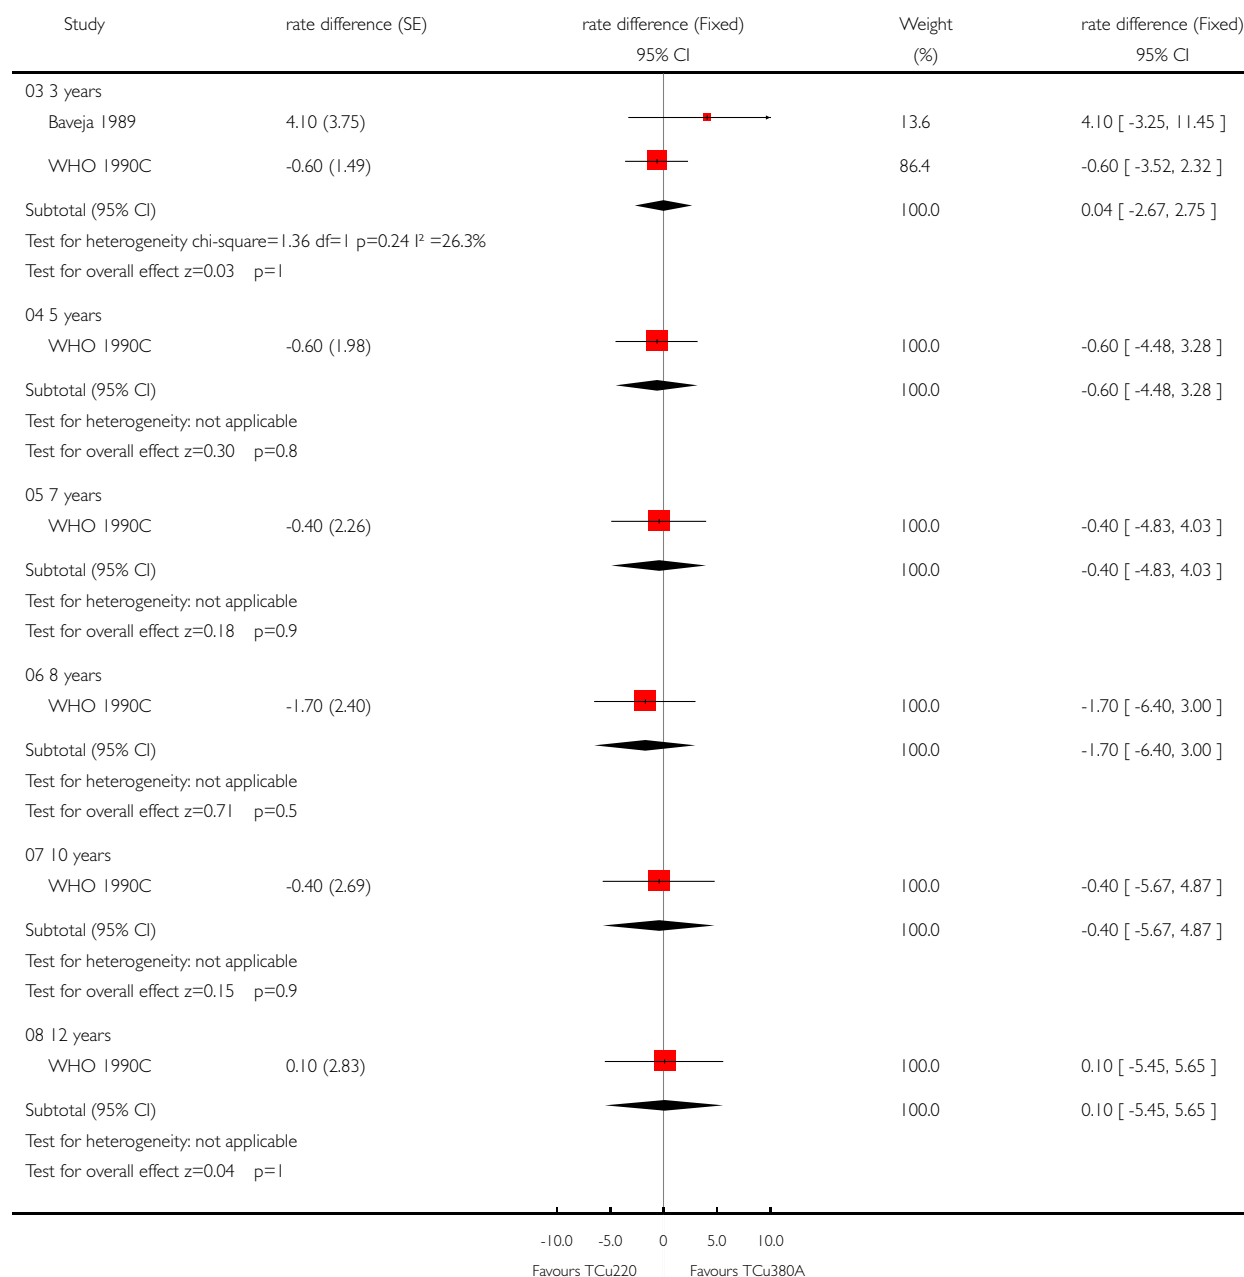 Study rate difference (SE) rate difference (Fixed) Weight rate difference (Fixed)
95% CI (%) 95% CI
03 3 years
Baveja 1989 4.10 (3.75) 13.6 4.10 [ -3.25, 11.45 ]
WHO 1990C -0.60 (1.49) 86.4 -0.60 [ -3.52, 2.32 ]
Subtotal (95% CI) 100.0 0.04 [ -2.67, 2.75 ]
Test for heterogeneity chi-square=1.36 df=1 p=0.24 I² =26.3%
Test for overall effect z=0.03 p=1
04 5 years
WHO 1990C -0.60 (1.98) 100.0 -0.60 [ -4.48, 3.28 ]
Subtotal (95% CI) 100.0 -0.60 [ -4.48, 3.28 ]
Test for heterogeneity: not applicable
Test for overall effect z=0.30 p=0.8
05 7 years
WHO 1990C -0.40 (2.26) 100.0 -0.40 [ -4.83, 4.03 ]
Subtotal (95% CI) 100.0 -0.40 [ -4.83, 4.03 ]
Test for heterogeneity: not applicable
Test for overall effect z=0.18 p=0.9
06 8 years
WHO 1990C -1.70 (2.40) 100.0 -1.70 [ -6.40, 3.00 ]
Subtotal (95% CI) 100.0 -1.70 [ -6.40, 3.00 ]
Test for heterogeneity: not applicable
Test for overall effect z=0.71 p=0.5
07 10 years
WHO 1990C -0.40 (2.69) 100.0 -0.40 [ -5.67, 4.87 ]
Subtotal (95% CI) 100.0 -0.40 [ -5.67, 4.87 ]
Test for heterogeneity: not applicable
Test for overall effect z=0.15 p=0.9
08 12 years
WHO 1990C 0.10 (2.83) 100.0 0.10 [ -5.45, 5.65 ]
Subtotal (95% CI) 100.0 0.10 [ -5.45, 5.65 ]
Test for heterogeneity: not applicable
Test for overall effect z=0.04 p=1
-10.0 -5.0 0 5.0 10.0
Favours TCu220 Favours TCu380A